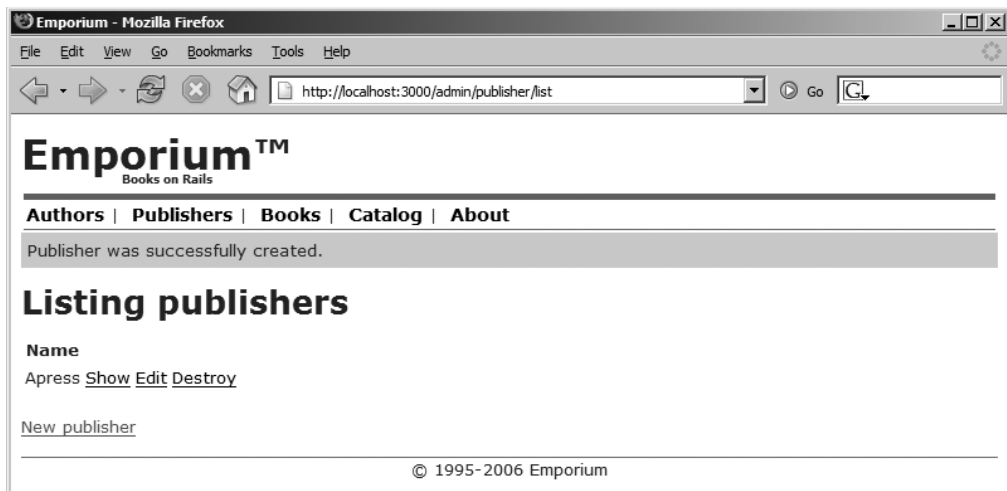 Emporium - Mozilla Firefox
File Edit View Go Bookmarks Tools Help
http://localhost:3000/admin/publisher/list Go G
Emporium™
Books on Rails
Authors | Publishers | Books | Catalog | About
Publisher was successfully created.
Listing publishers
Name
Apress Show Edit Destroy
New publisher
© 1995-2006 Emporium